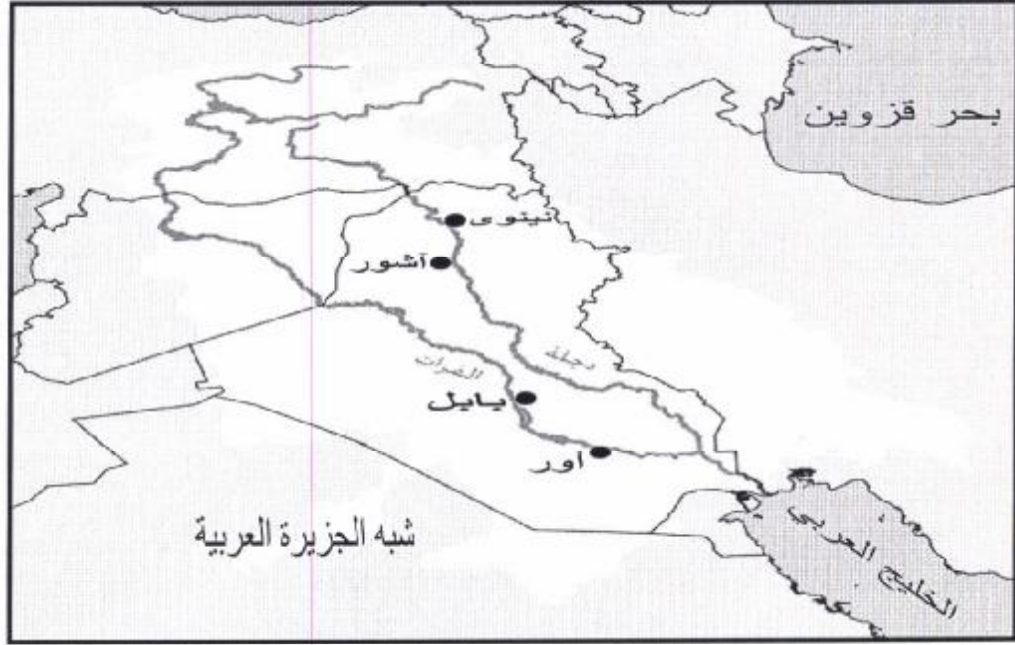 بحر قزوين
نينوى
آشور
دجلة
الفرات
بابل
اور
شبه الجزيرة العربية
الخليج العربي